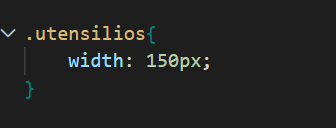 .utensilios{
    width: 150px;
}